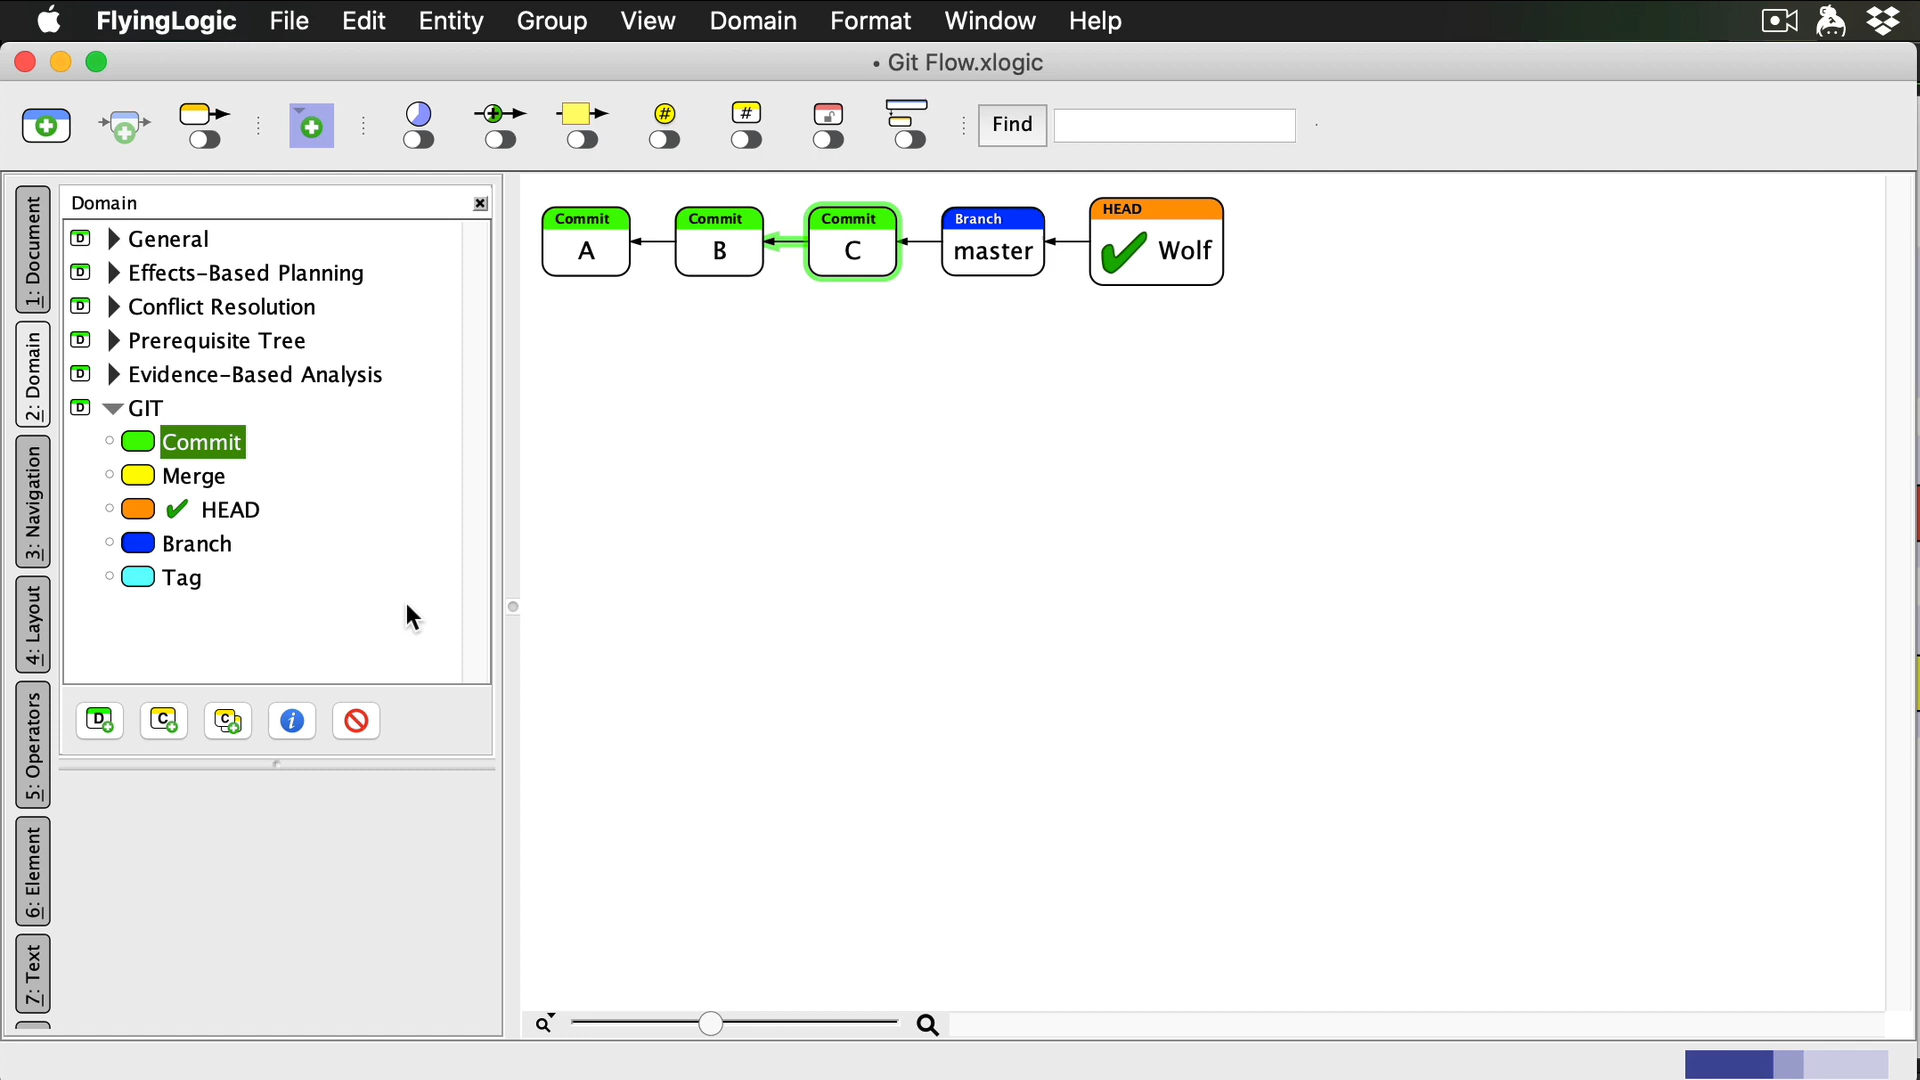 FlyingLogic File Edit Entity Group View Domain Format Window Help
• Git Flow.xlogic
# #
Find
1: Document
2: Domain
3: Navigation
4: Layout
5: Operators
6: Element
7: Text
Domain
D General
D Effects-Based Planning
D Conflict Resolution
D Prerequisite Tree
D Evidence-Based Analysis
D GIT
Commit
Merge
HEAD
Branch
Tag
D C C i
Commit
A
Commit
B
Commit
C
Branch
master
HEAD
Wolf